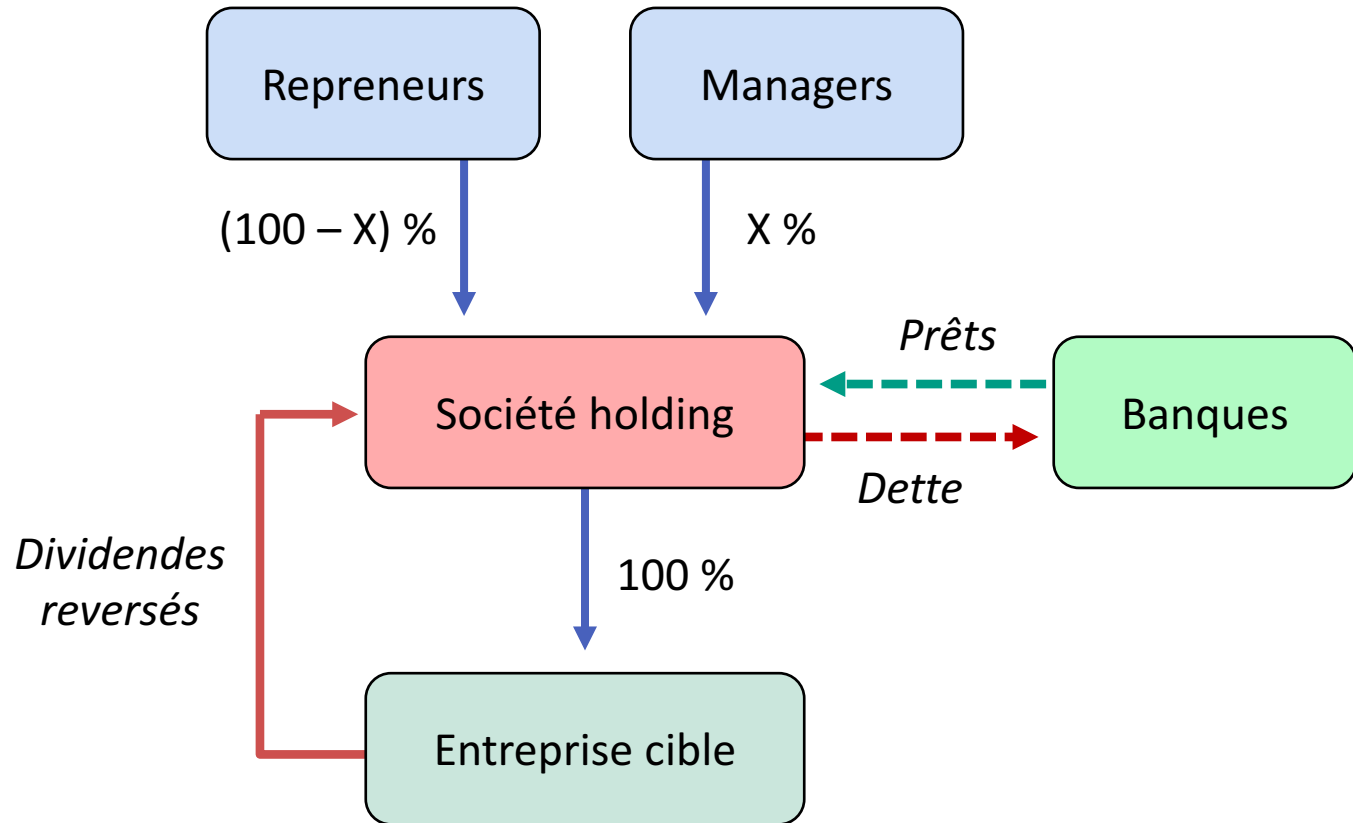 Repreneurs
Managers
(100 – X) %
X %
Prêts
Société holding
Banques
Dette
Dividendes
reversés
100 %
Entreprise cible